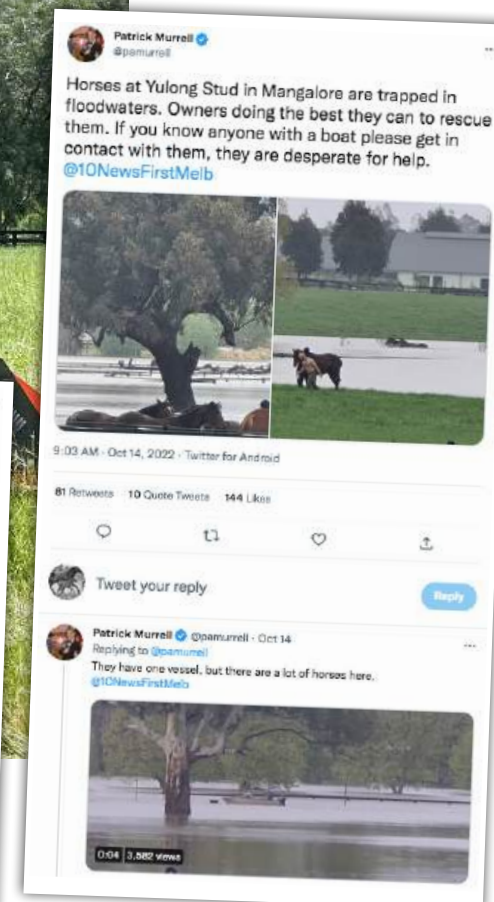 Patrick Murrell
@pamurrell
Horses at Yulong Stud in Mangalore are trapped in
floodwaters. Owners doing the best they can to rescue
them. If you know anyone with a boat please get in
contact with them, they are desperate for help.
@10NewsFirstMelb
9:03 AM · Oct 14, 2022 · Twitter for Android
81 Retweets 10 Quote Tweets 144 Likes
Tweet your reply
Reply
Patrick Murrell @pamurrell · Oct 14
Replying to @pamurrell
They have one vessel, but there are a lot of horses here.
@10NewsFirstMelb
0:04 3,582 views